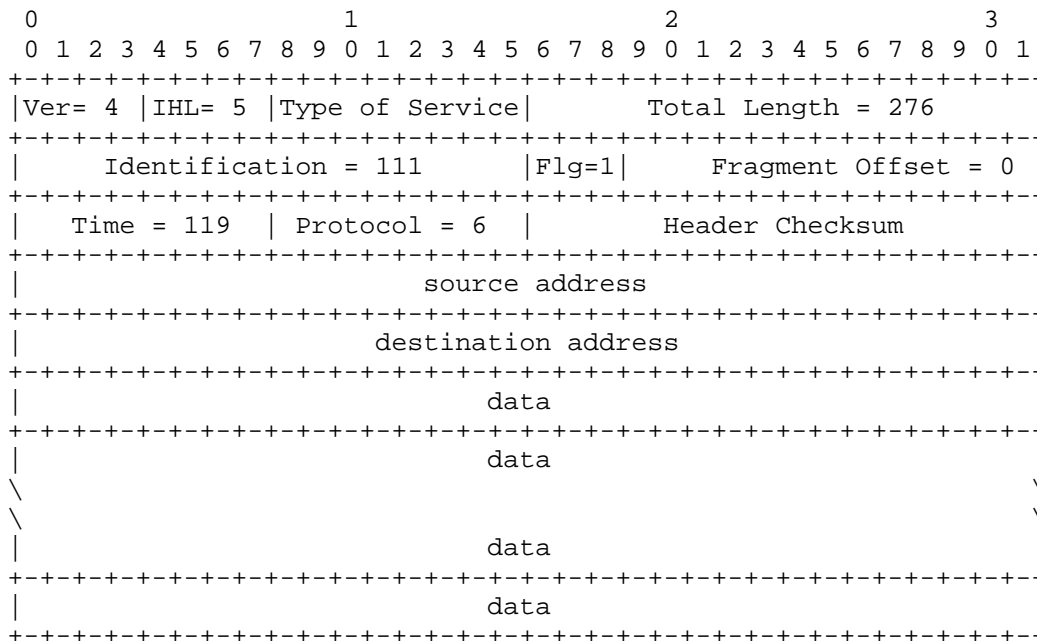 0                   1                   2                   3
0 1 2 3 4 5 6 7 8 9 0 1 2 3 4 5 6 7 8 9 0 1 2 3 4 5 6 7 8 9 0 1
+-+-+-+-+-+-+-+-+-+-+-+-+-+-+-+-+-+-+-+-+-+-+-+-+-+-+-+-+-+-+-+-
|Ver= 4 |IHL= 5 |Type of Service|        Total Length = 276
+-+-+-+-+-+-+-+-+-+-+-+-+-+-+-+-+-+-+-+-+-+-+-+-+-+-+-+-+-+-+-+-
|     Identification = 111      |Flg=1|     Fragment Offset = 0
+-+-+-+-+-+-+-+-+-+-+-+-+-+-+-+-+-+-+-+-+-+-+-+-+-+-+-+-+-+-+-+-
|   Time = 119  | Protocol = 6  |        Header Checksum
+-+-+-+-+-+-+-+-+-+-+-+-+-+-+-+-+-+-+-+-+-+-+-+-+-+-+-+-+-+-+-+-
|                         source address
+-+-+-+-+-+-+-+-+-+-+-+-+-+-+-+-+-+-+-+-+-+-+-+-+-+-+-+-+-+-+-+-
|                      destination address
+-+-+-+-+-+-+-+-+-+-+-+-+-+-+-+-+-+-+-+-+-+-+-+-+-+-+-+-+-+-+-+-
|                             data
+-+-+-+-+-+-+-+-+-+-+-+-+-+-+-+-+-+-+-+-+-+-+-+-+-+-+-+-+-+-+-+-
|                             data
\                                                               \
\                                                               \
|                             data
+-+-+-+-+-+-+-+-+-+-+-+-+-+-+-+-+-+-+-+-+-+-+-+-+-+-+-+-+-+-+-+-
|                             data
+-+-+-+-+-+-+-+-+-+-+-+-+-+-+-+-+-+-+-+-+-+-+-+-+-+-+-+-+-+-+-+-